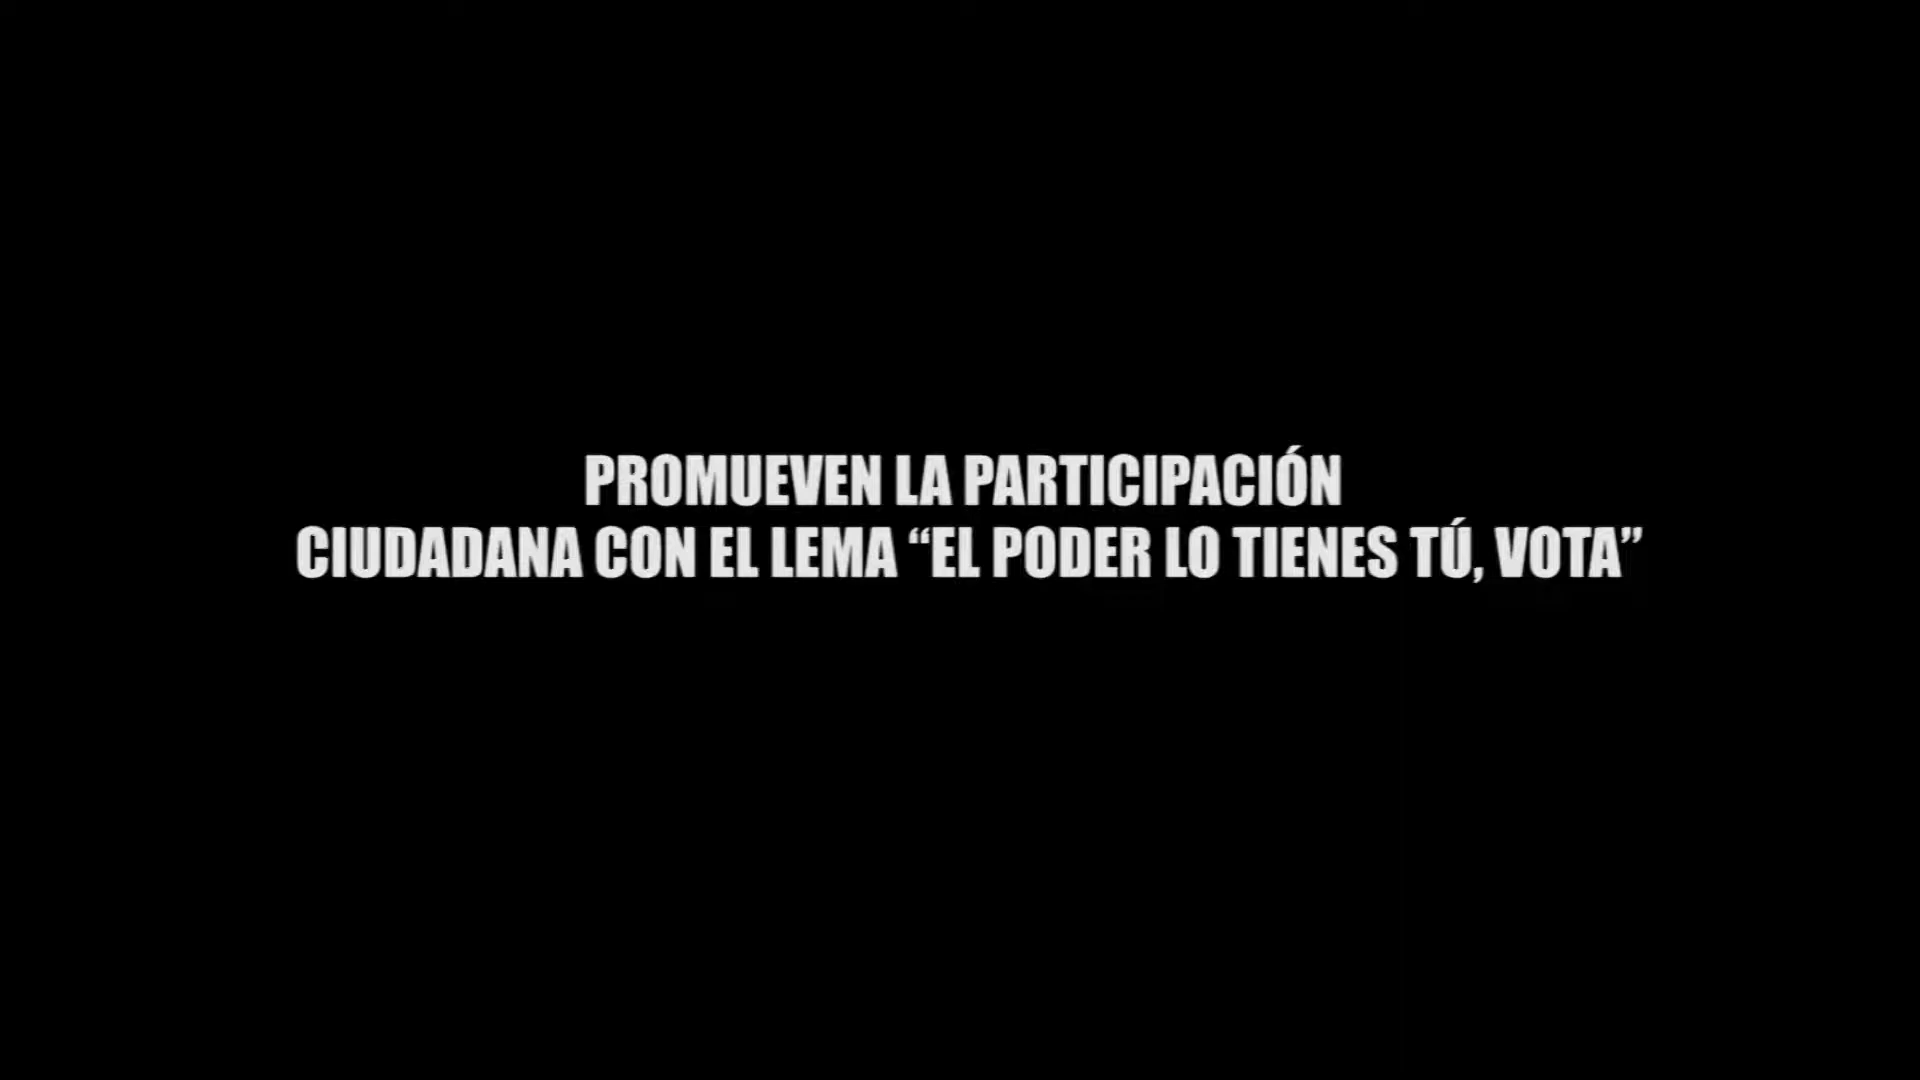 PROMUEVEN LA PARTICIPACIÓN
CIUDADANA CON EL LEMA “EL PODER LO TIENES TÚ, VOTA”